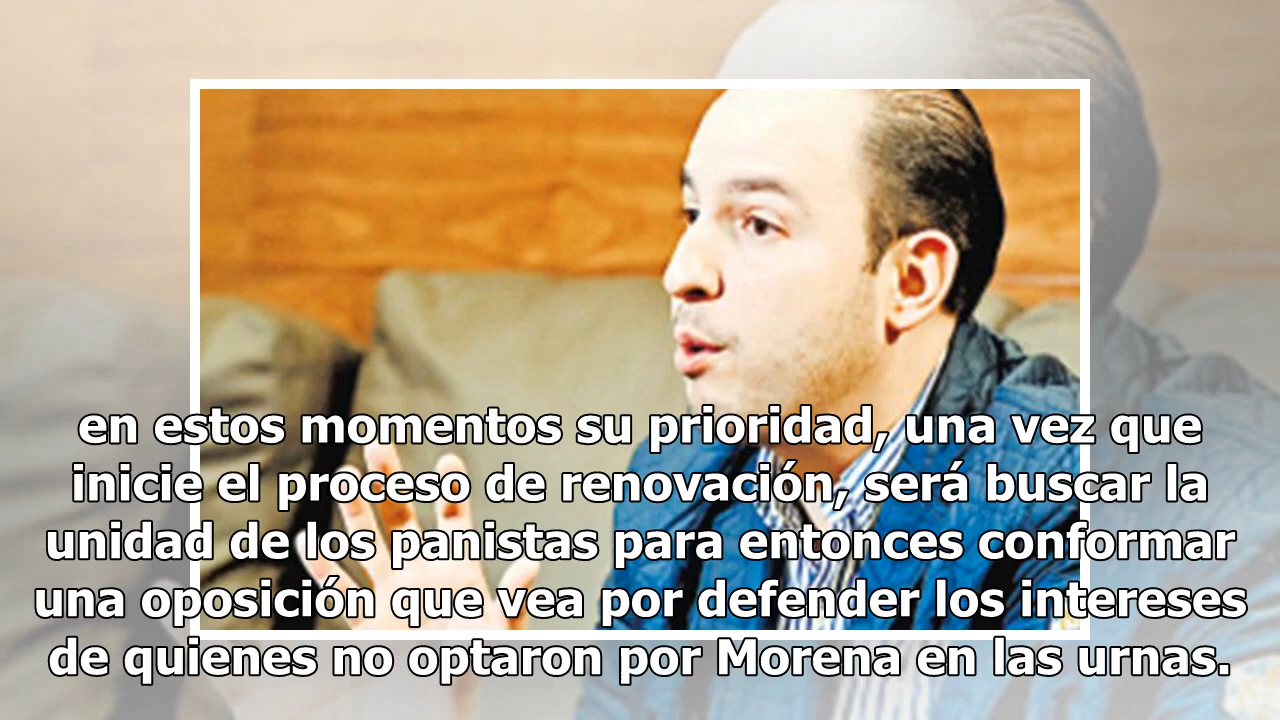 en estos momentos su prioridad, una vez que
inicie el proceso de renovación, será buscar la
unidad de los panistas para entonces conformar
una oposición que vea por defender los intereses
de quienes no optaron por Morena en las urnas.